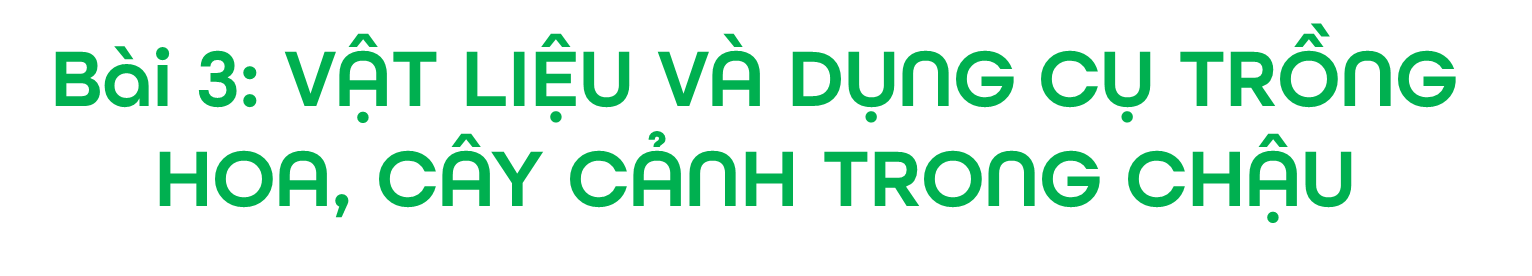 Bài 3: VẬT LIỆU VÀ DỤNG CỤ TRỒNG
HOA, CÂY CẢNH TRONG CHẬU